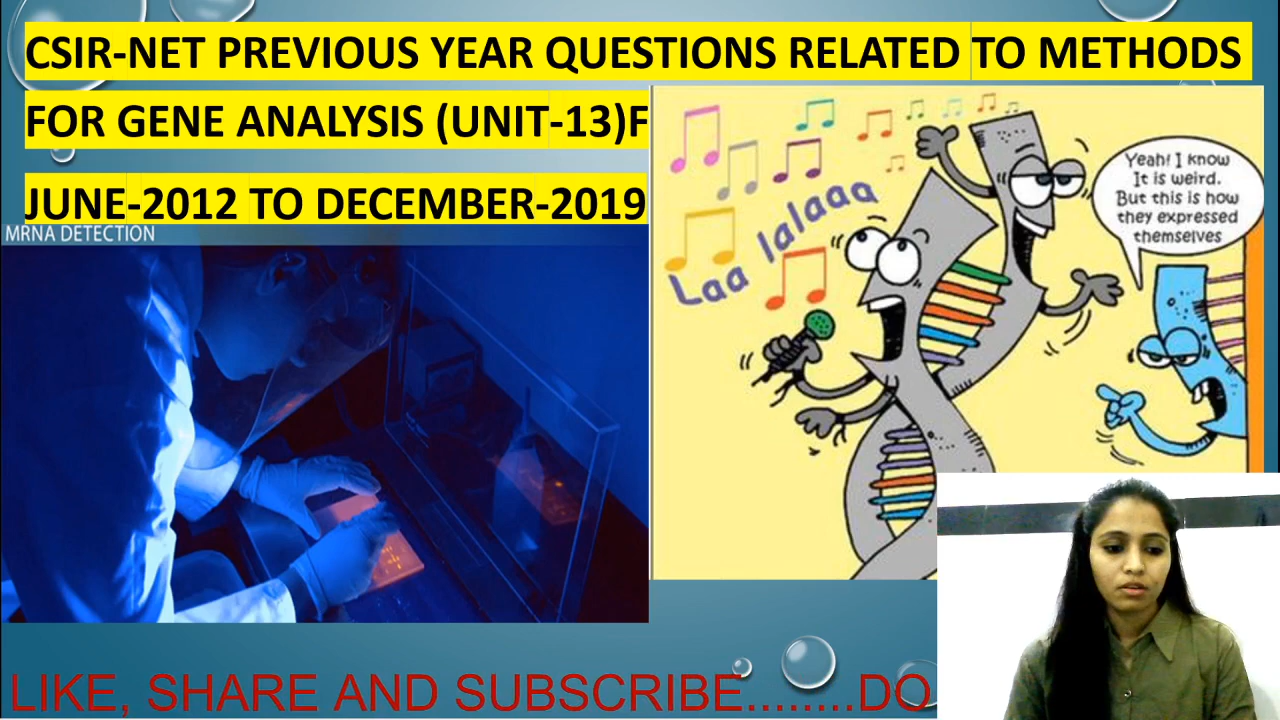 CSIR-NET PREVIOUS YEAR QUESTIONS RELATED TO METHODS
FOR GENE ANALYSIS (UNIT-13)F
JUNE-2012 TO DECEMBER-2019
MRNA DETECTION
Laa lalaaa
Yeah! I know
It is weird.
But this is how
they expressed
themselves
LIKE, SHARE AND SUBSCRIBE........DO